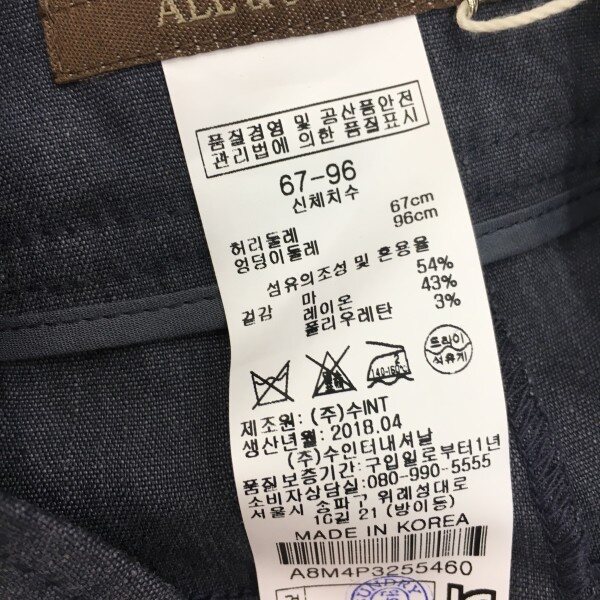 품질경영 및 공산품안전
관리법에 의한 품질표시
67-96
신체치수
허리둘레 67cm
엉덩이둘레 96cm
섬유의조성 및 혼용율
겉감 마 54%
레이온 43%
폴리우레탄 3%
140-160℃
드라이
석유계
제조원: (주)수INT
생산년월: 2018.04
(주)수인터내셔날
품질보증기간: 구입일로부터1년
소비자상담실: 080-990-5555
서울시 송파구 위례성대로
16길 21 (방이동)
MADE IN KOREA
A8M4P3255460